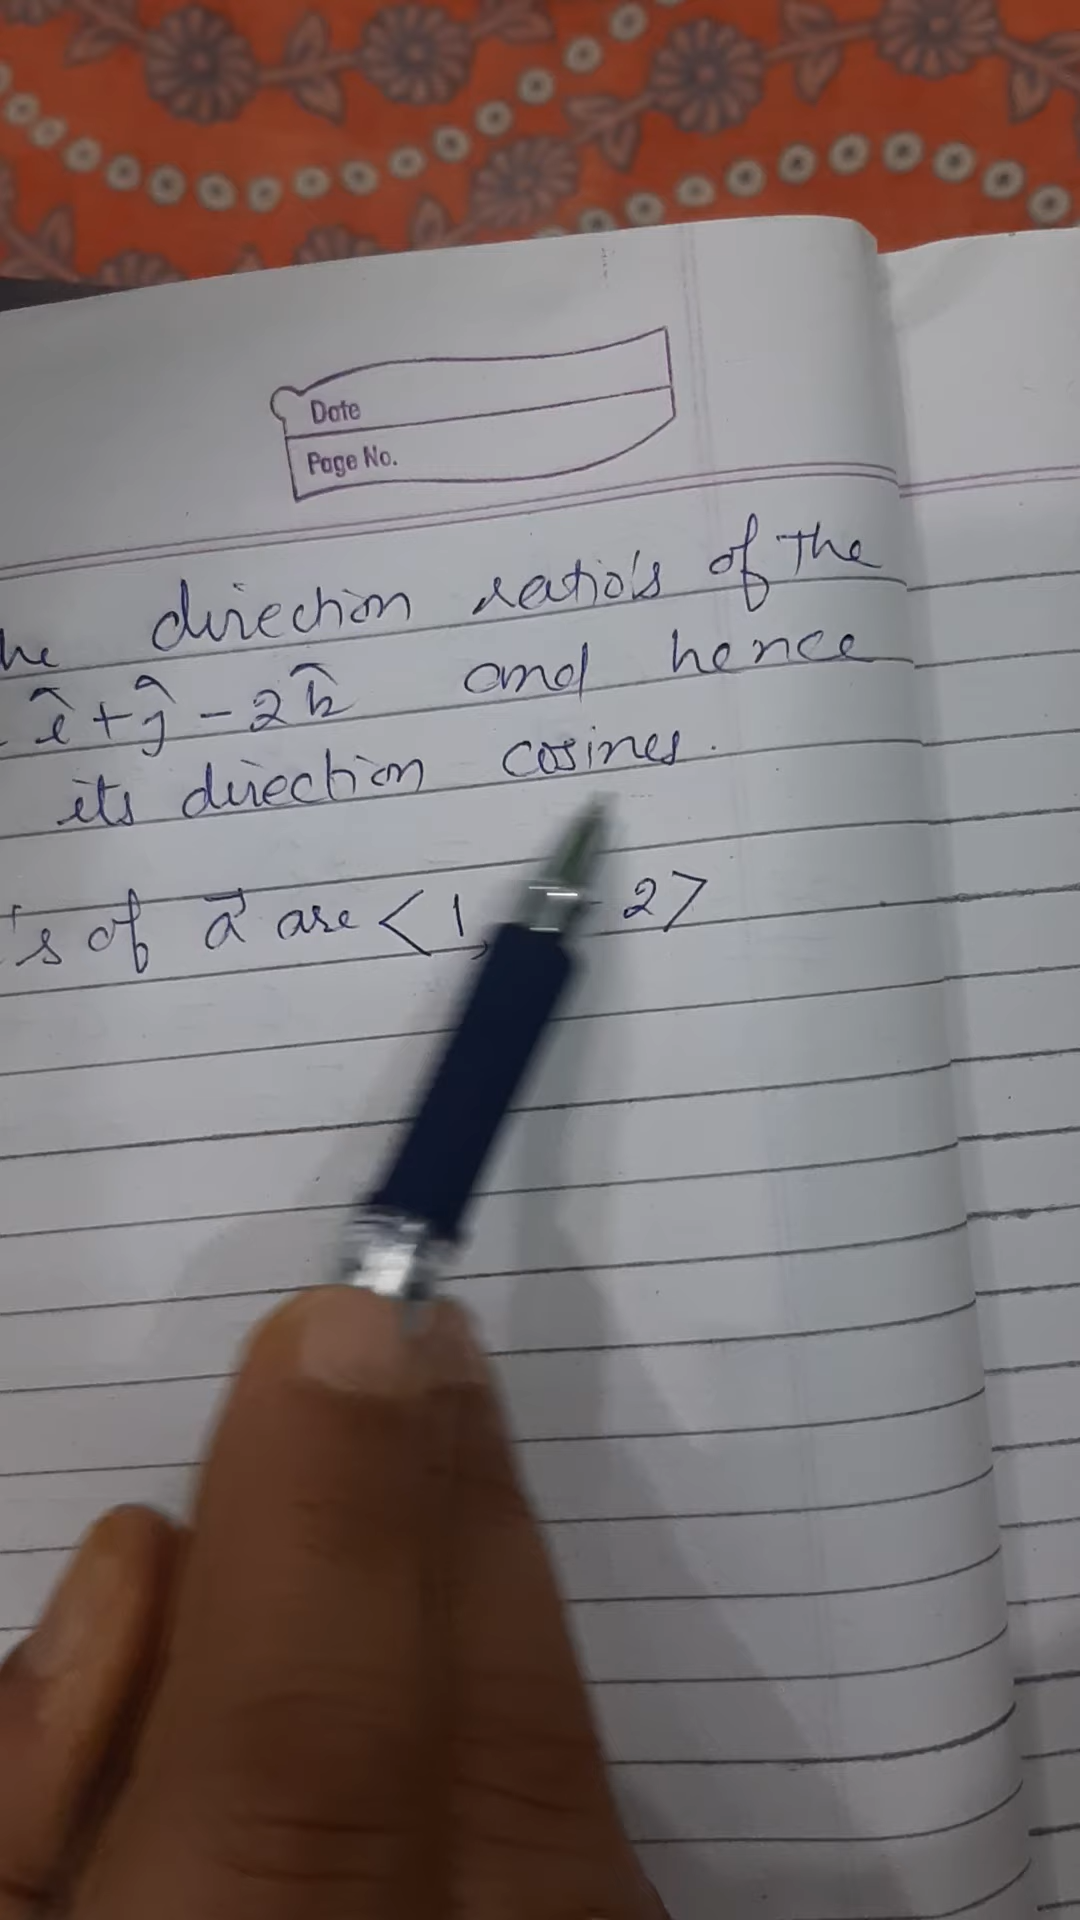 Date
Page No.
he direction ratio's of The
î + ĵ - 2k̂ and hence
its direction cosines.
's of a⃗ are < 1, - 2 >